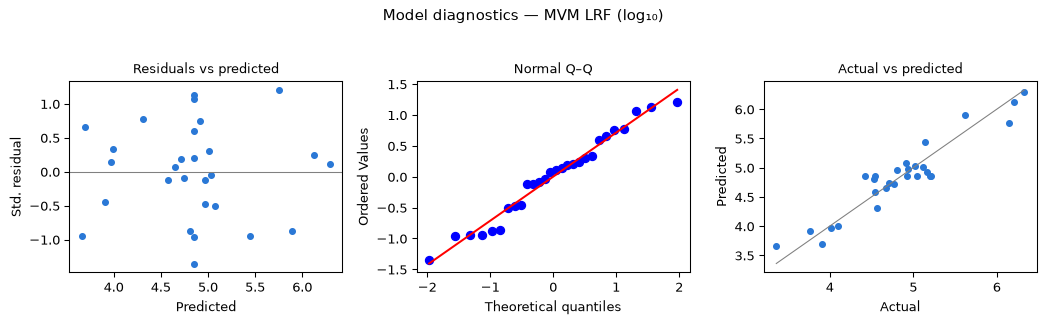 Model diagnostics — MVM LRF (log₁₀)
Residuals vs predicted
Std. residual
1.0
0.5
0.0
−0.5
−1.0
4.0 4.5 5.0 5.5 6.0
Predicted
Normal Q–Q
Ordered Values
1.5
1.0
0.5
0.0
−0.5
−1.0
−1.5
−2 −1 0 1 2
Theoretical quantiles
Actual vs predicted
Predicted
6.0
5.5
5.0
4.5
4.0
3.5
4 5 6
Actual